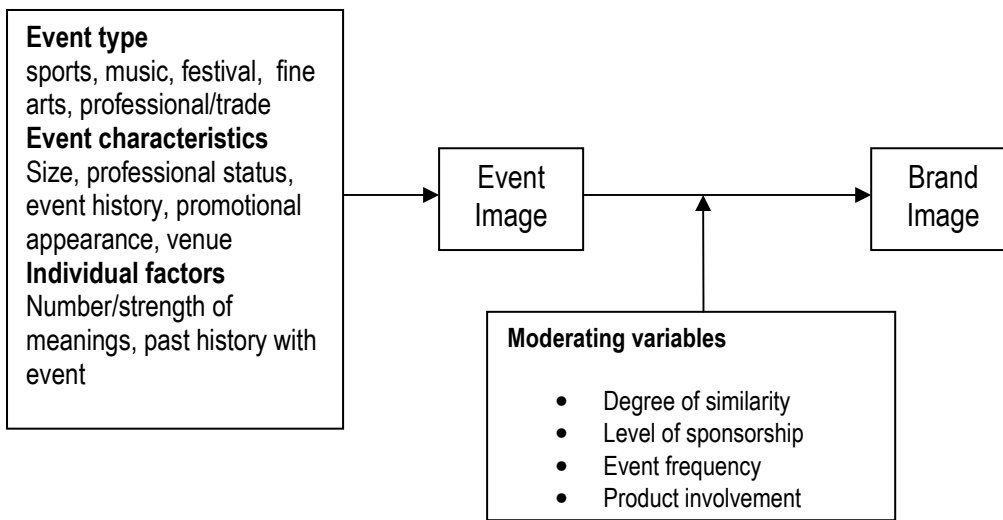 Event type
sports, music, festival, fine
arts, professional/trade
Event characteristics
Size, professional status,
event history, promotional
appearance, venue
Individual factors
Number/strength of
meanings, past history with
event
Event
Image
Brand
Image
Moderating variables
• Degree of similarity
• Level of sponsorship
• Event frequency
• Product involvement